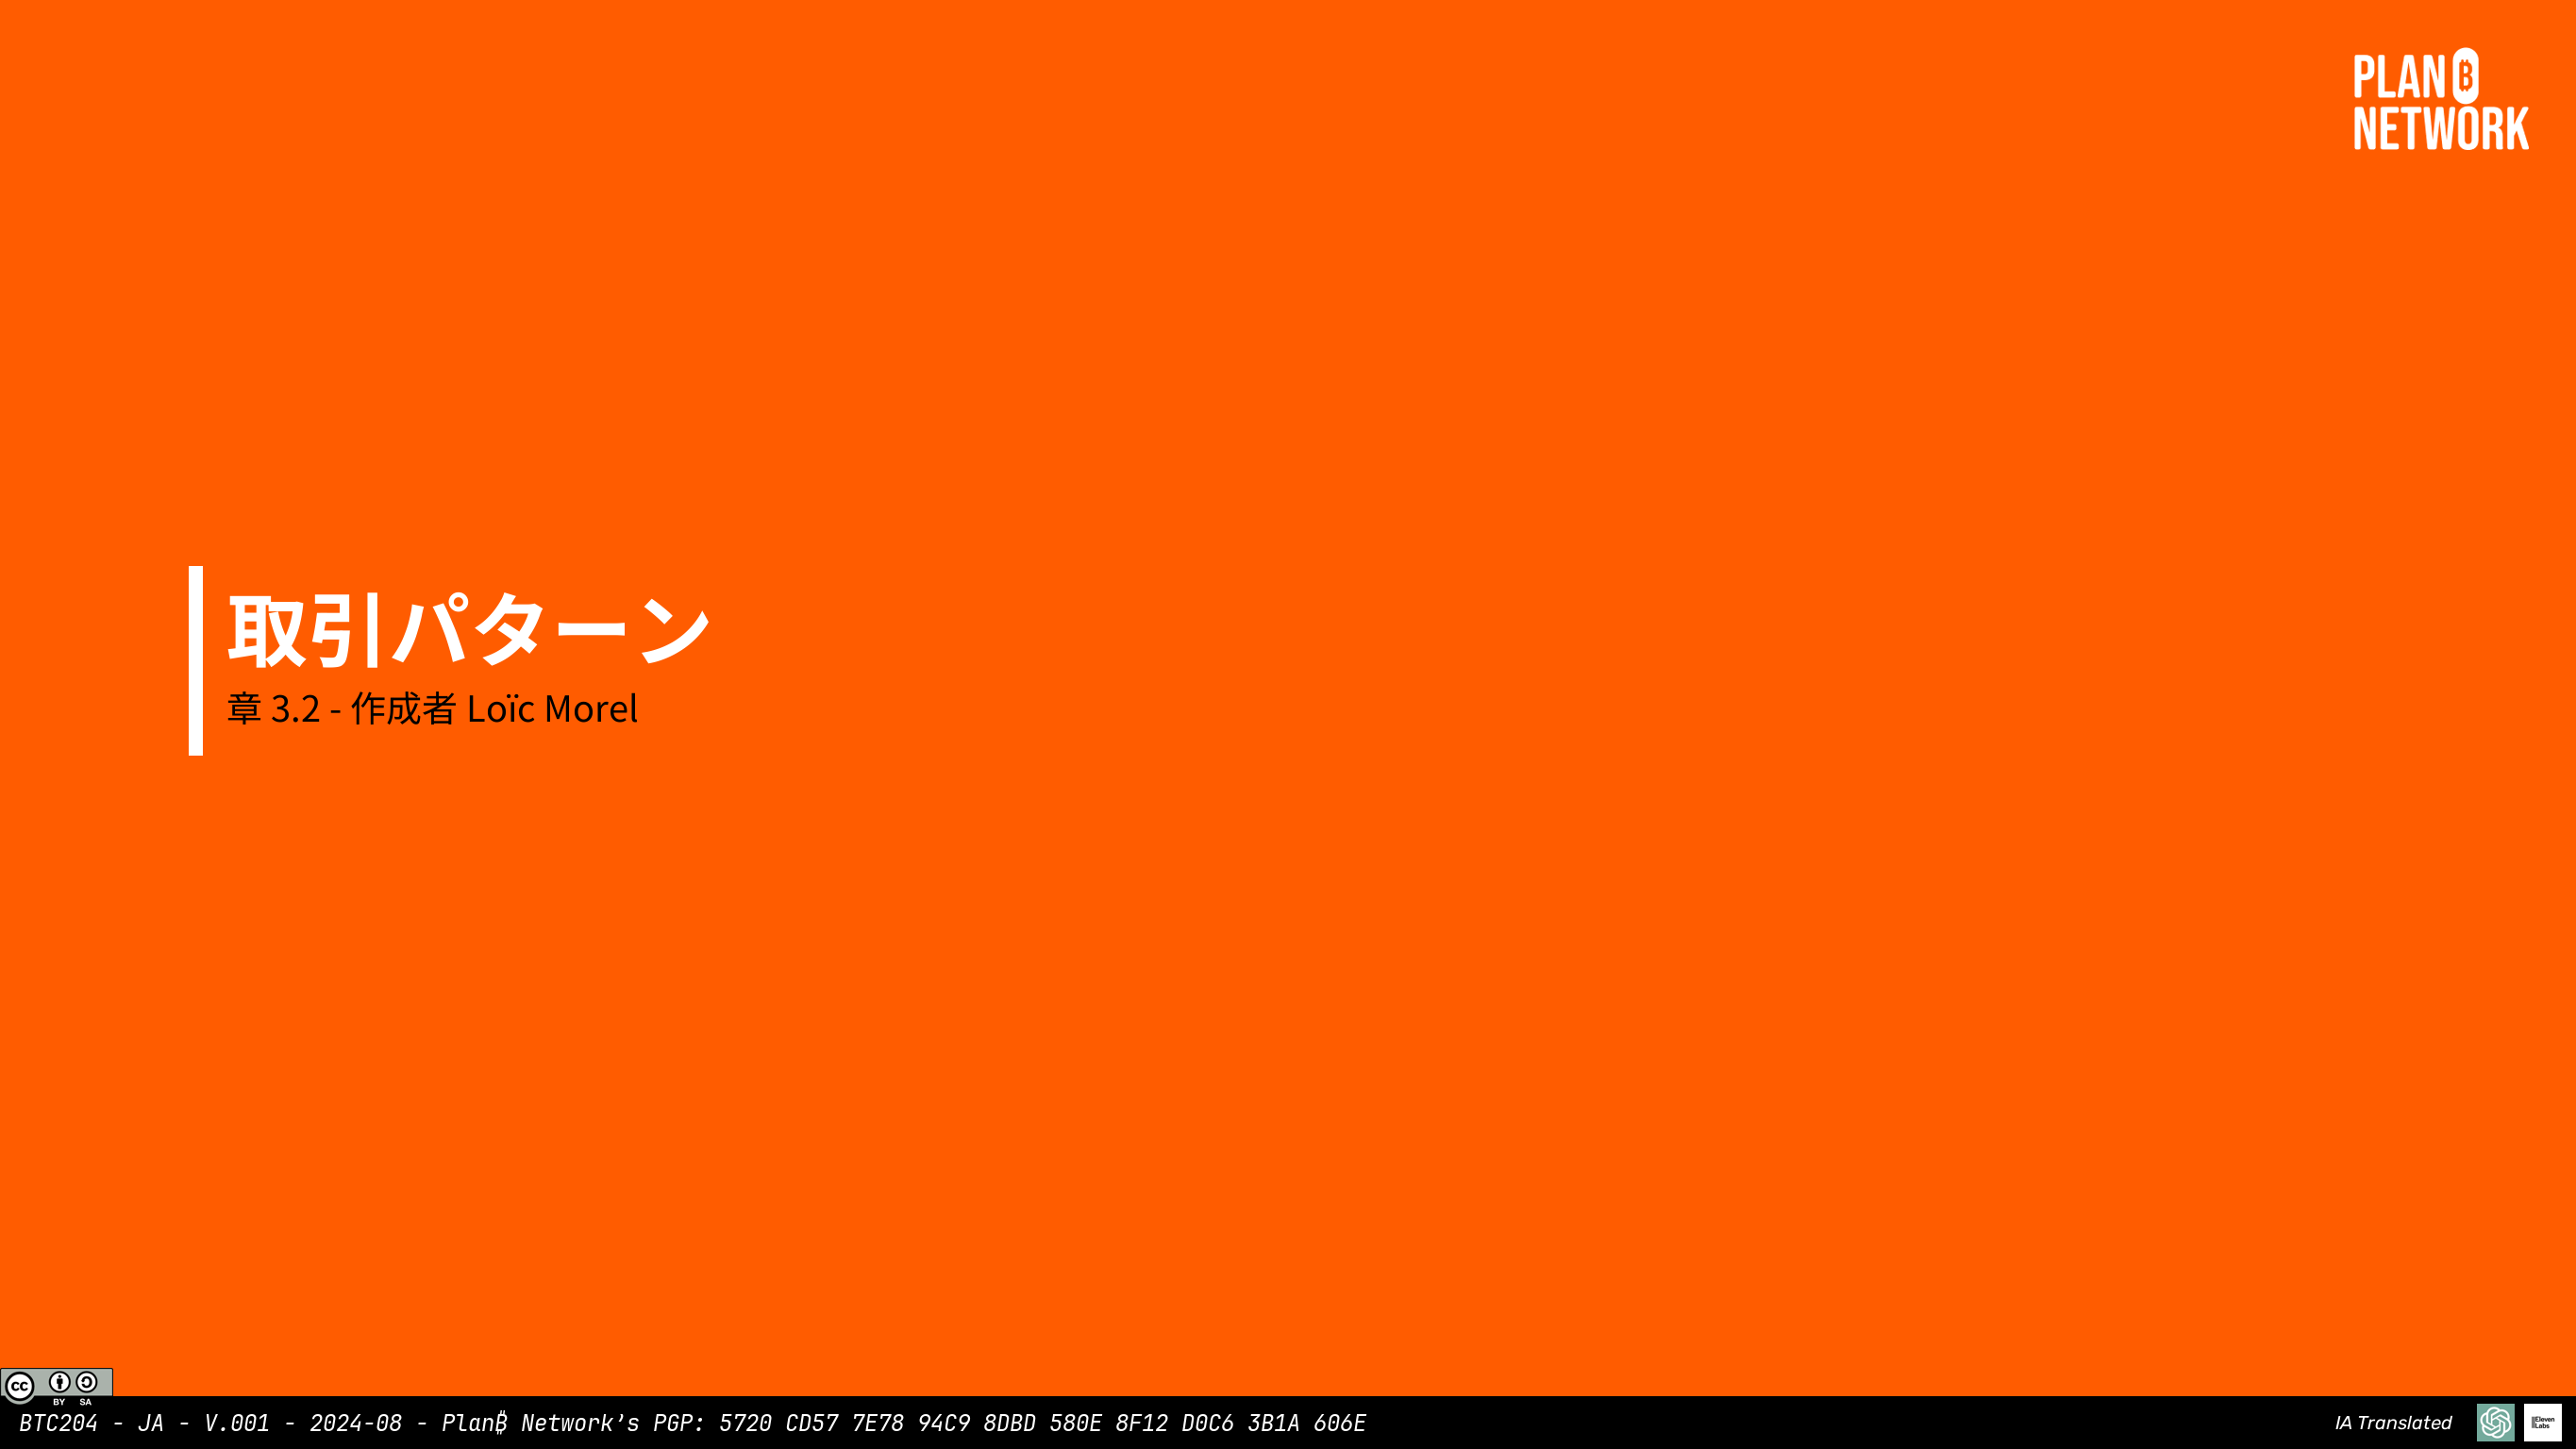 PLAN ₿
NETWORK
取引パターン
章 3.2 - 作成者 Loïc Morel
CC BY SA
BTC204 - JA - V.001 - 2024-08 - Plan₿ Network’s PGP: 5720 CD57 7E78 94C9 8DBD 580E 8F12 D0C6 3B1A 606E
IA Translated
IIElevenLabs